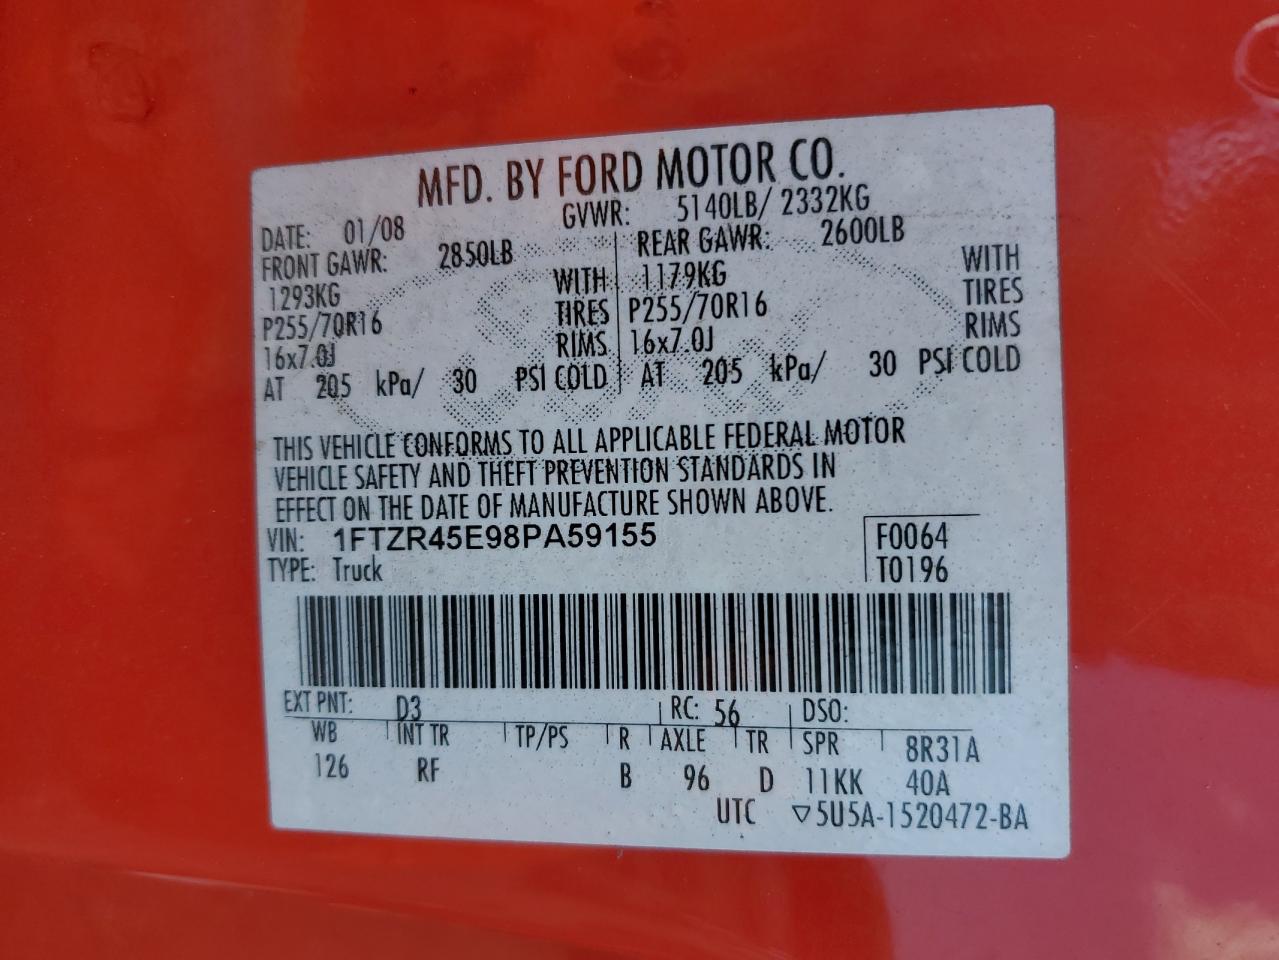 MFD. BY FORD MOTOR CO.
DATE: 01/08 GVWR: 5140LB/ 2332KG
FRONT GAWR: 2850LB REAR GAWR: 2600LB
1293KG WITH 1179KG WITH
P255/70R16 TIRES P255/70R16 TIRES
16x7.0J RIMS 16x7.0J RIMS
AT 205 kPa/ 30 PSI COLD AT 205 kPa/ 30 PSI COLD
THIS VEHICLE CONFORMS TO ALL APPLICABLE FEDERAL MOTOR
VEHICLE SAFETY AND THEFT PREVENTION STANDARDS IN
EFFECT ON THE DATE OF MANUFACTURE SHOWN ABOVE.
VIN: 1FTZR45E98PA59155 F0064
TYPE: Truck T0196
EXT PNT: D3 RC: 56 DSO:
WB INT TR TP/PS R AXLE TR SPR 8R31A
126 RF B 96 D 11KK 40A
UTC ▽5U5A-1520472-BA